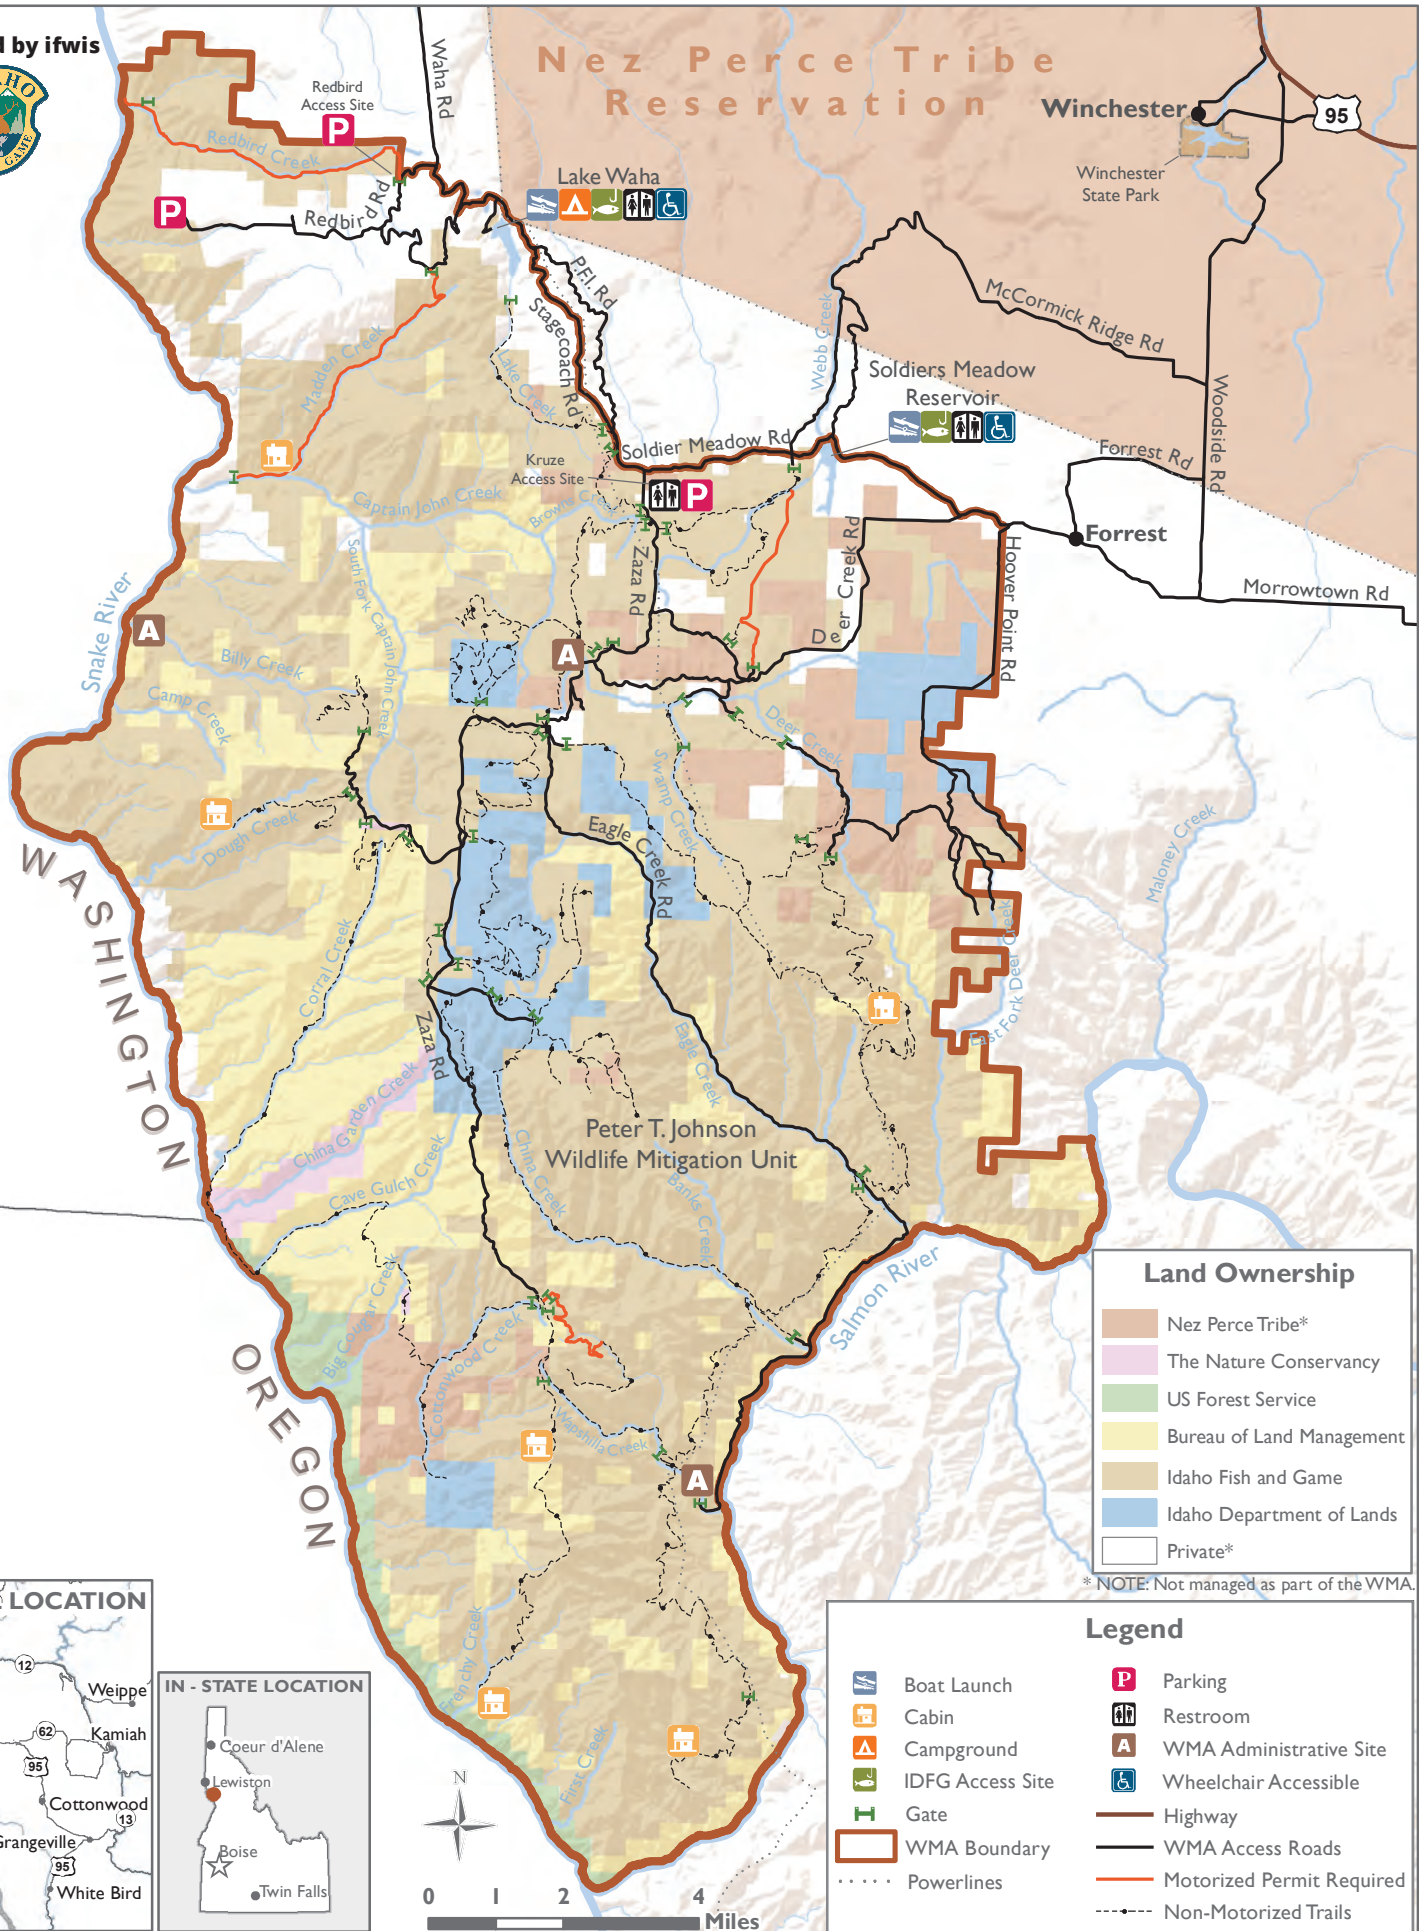 d by ifwis
HO
GAME
Nez Perce Tribe
Reservation
Waha Rd
Redbird
Access Site
P
Redbird Creek
P
Redbird Rd
Lake Waha
Winchester
95
Winchester
State Park
P.F.I. Rd
Stagecoach Rd
Lake Creek
Madden Creek
Webb Creek
McCormick Ridge Rd
Soldiers Meadow
Reservoir
Woodside Rd
Soldier Meadow Rd
Forrest Rd
Kruze
Access Site
P
Captain John Creek
Browns Creek
Forrest
Morrowtown Rd
South Fork Captain John Creek
Zaza Rd
Deer Creek Rd
Hoover Point Rd
Snake River
A
A
Billy Creek
Camp Creek
Deer Creek
Swamp Creek
Dough Creek
Eagle Creek Rd
Maloney Creek
WASHINGTON
Corral Creek
East Fork Deer Creek
Zaza Rd
Eagle Creek
China Garden Creek
Peter T. Johnson
Wildlife Mitigation Unit
China Creek
Cave Gulch Creek
Banks Creek
Big Cougar Creek
Salmon River
Cottonwood Creek
OREGON
Wapshilla Creek
A
Frenchy Creek
First Creek
Land Ownership
Nez Perce Tribe*
The Nature Conservancy
US Forest Service
Bureau of Land Management
Idaho Fish and Game
Idaho Department of Lands
Private*
* NOTE: Not managed as part of the WMA.
Legend
Boat Launch
Cabin
Campground
IDFG Access Site
Gate
WMA Boundary
Powerlines
P Parking
Restroom
A WMA Administrative Site
Wheelchair Accessible
Highway
WMA Access Roads
Motorized Permit Required
Non-Motorized Trails
LOCATION
12
Weippe
62
Kamiah
95
Cottonwood
13
Grangeville
95
White Bird
IN - STATE LOCATION
Coeur d'Alene
Lewiston
Boise
Twin Falls
N
0 1 2 4
Miles